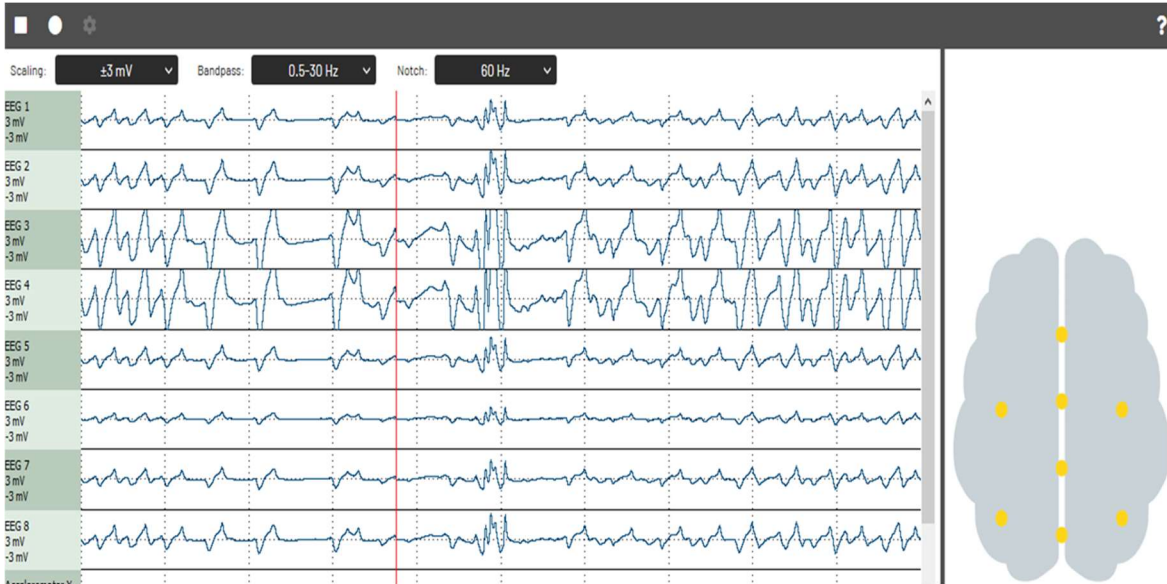 ?
Scaling: ±3 mV Bandpass: 0.5-30 Hz Notch: 60 Hz
EEG 1
3 mV
-3 mV
EEG 2
3 mV
-3 mV
EEG 3
3 mV
-3 mV
EEG 4
3 mV
-3 mV
EEG 5
3 mV
-3 mV
EEG 6
3 mV
-3 mV
EEG 7
3 mV
-3 mV
EEG 8
3 mV
-3 mV